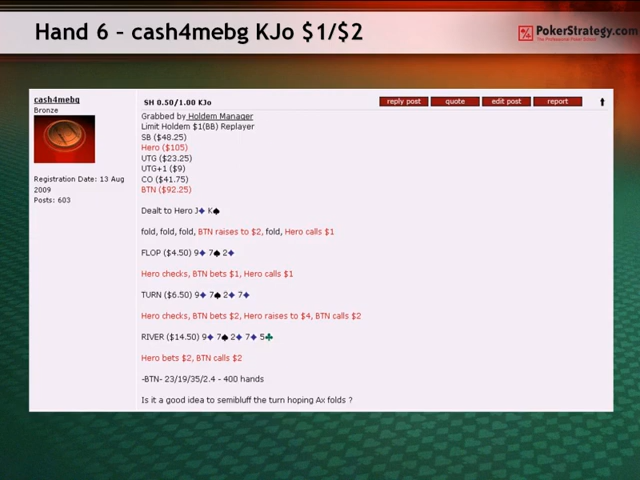 Hand 6 – cash4mebg KJo $1/$2
PokerStrategy.com
The Professional Poker School
cash4mebg
Bronze
Registration Date: 13 Aug
2009
Posts: 603
SH 0.50/1.00 KJo
reply post
quote
edit post
report
Grabbed by Holdem Manager
Limit Holdem $1(BB) Replayer
SB ($48.25)
Hero ($105)
UTG ($23.25)
UTG+1 ($9)
CO ($41.75)
BTN ($92.25)
Dealt to Hero J♦ K♠
fold, fold, fold, BTN raises to $2, fold, Hero calls $1
FLOP ($4.50) 9♦ 7♠ 2♦
Hero checks, BTN bets $1, Hero calls $1
TURN ($6.50) 9♦ 7♠ 2♦ 7♦
Hero checks, BTN bets $2, Hero raises to $4, BTN calls $2
RIVER ($14.50) 9♦ 7♠ 2♦ 7♦ 5♣
Hero bets $2, BTN calls $2
-BTN- 23/19/35/2.4 - 400 hands
Is it a good idea to semibluff the turn hoping Ax folds ?